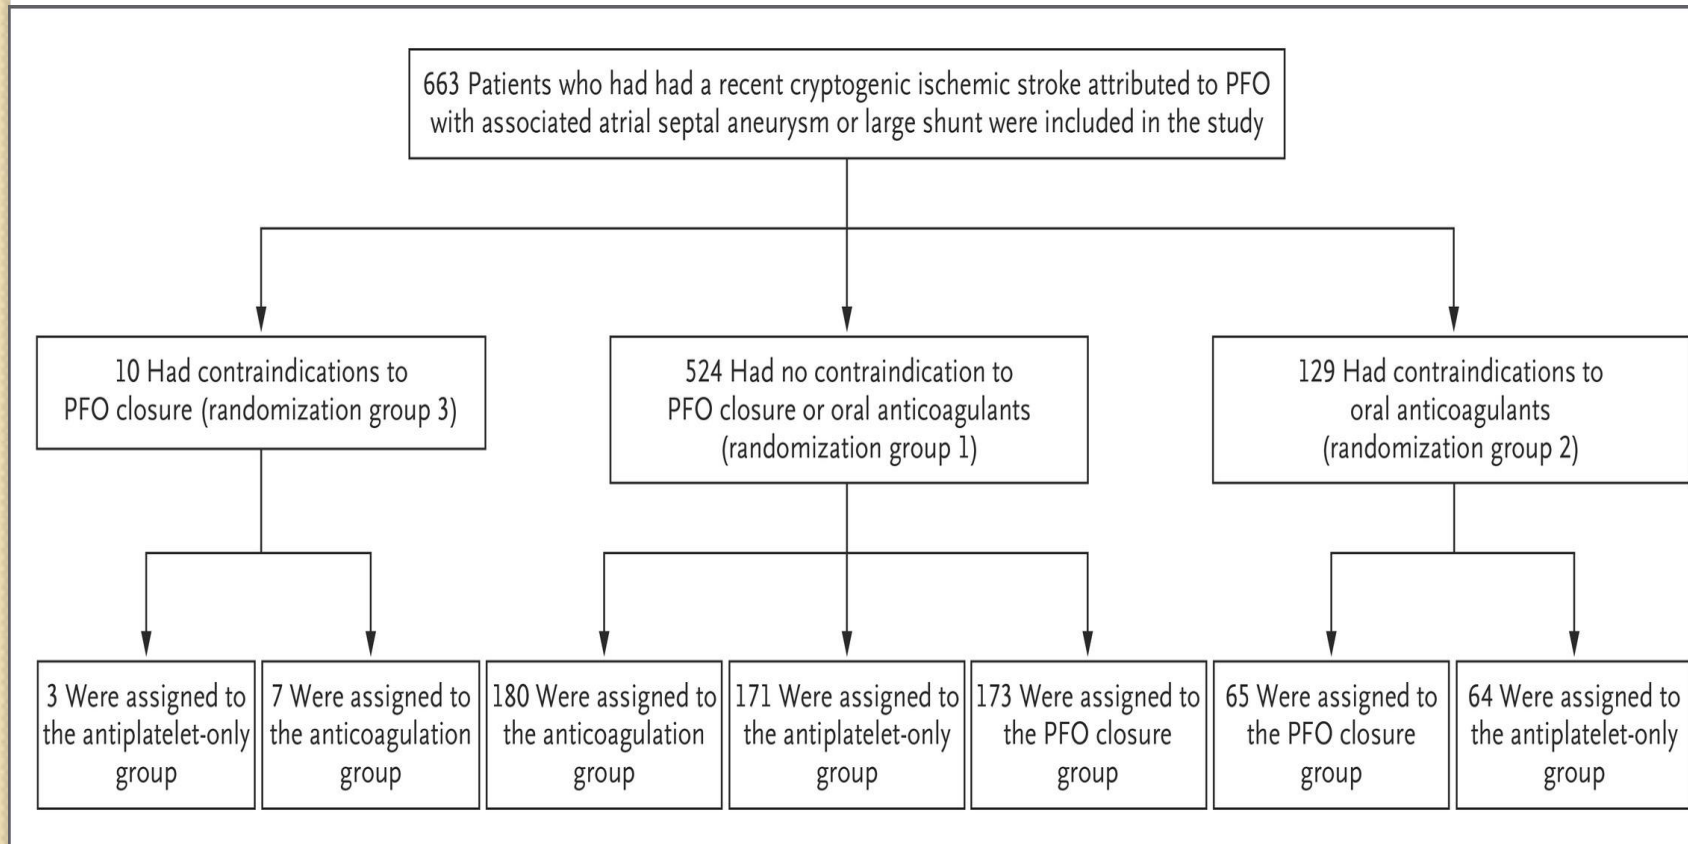 663 Patients who had had a recent cryptogenic ischemic stroke attributed to PFO
with associated atrial septal aneurysm or large shunt were included in the study
10 Had contraindications to
PFO closure (randomization group 3)
524 Had no contraindication to
PFO closure or oral anticoagulants
(randomization group 1)
129 Had contraindications to
oral anticoagulants
(randomization group 2)
3 Were assigned to
the antiplatelet-only
group
7 Were assigned to
the anticoagulation
group
180 Were assigned to
the anticoagulation
group
171 Were assigned to
the antiplatelet-only
group
173 Were assigned to
the PFO closure
group
65 Were assigned to
the PFO closure
group
64 Were assigned to
the antiplatelet-only
group